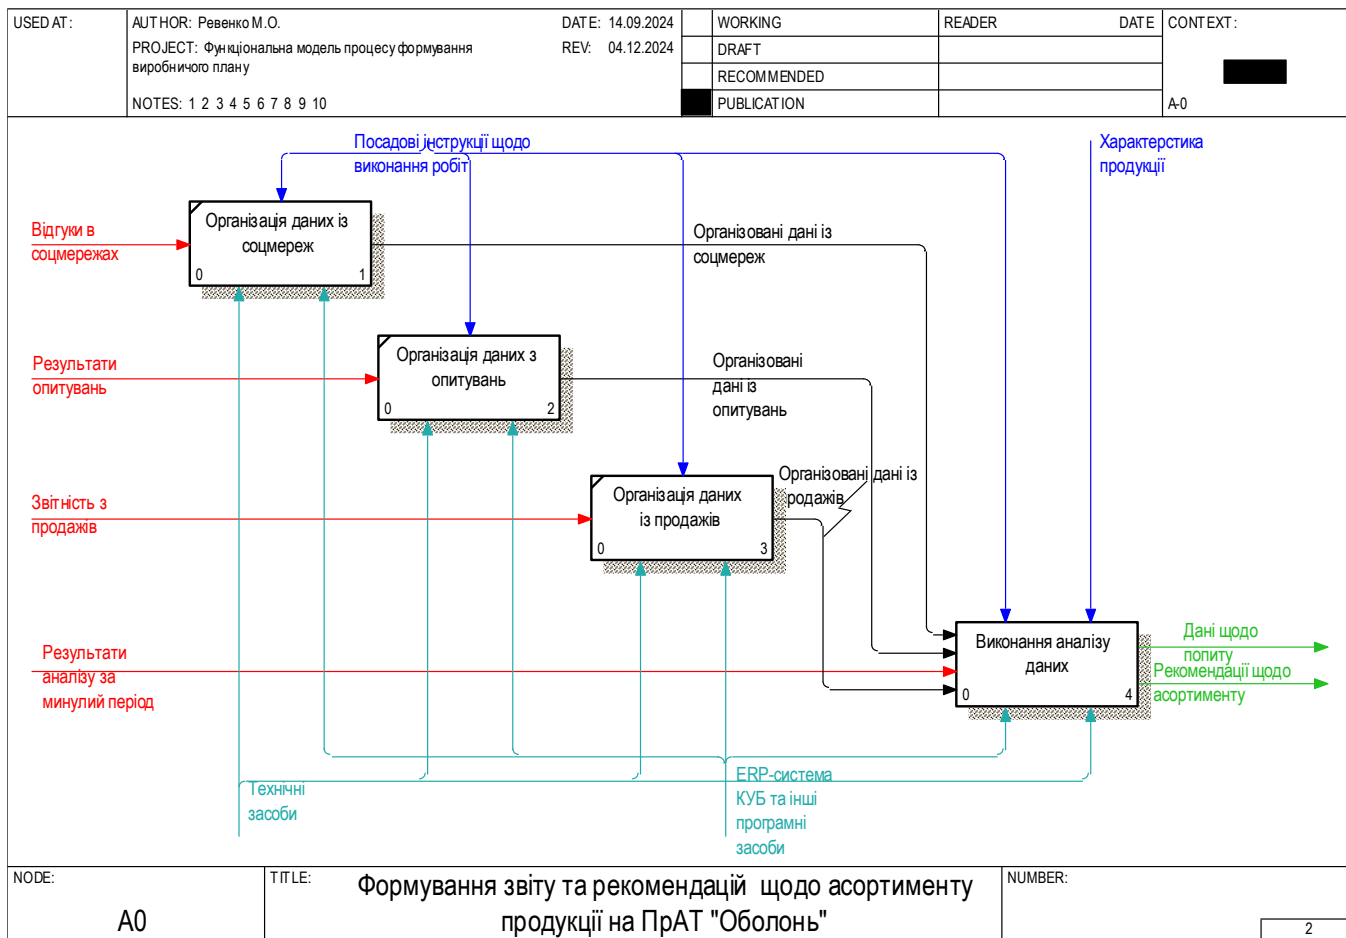 USED AT:
AUTHOR: Ревенко М.О.
DATE: 14.09.2024
PROJECT: Функціональна модель процесу формування
виробничого плану
REV: 04.12.2024
NOTES: 1 2 3 4 5 6 7 8 9 10
WORKING
DRAFT
RECOMMENDED
PUBLICATION
READER
DATE
CONTEXT:
A-0
Посадові інструкції щодо
виконання робіт
Характерстика
продукції
Організація даних із
соцмереж
0
1
Відгуки в
соцмережах
Організовані дані із
соцмереж
Результати
опитувань
Організація даних з
опитувань
0
2
Організовані
дані із
опитувань
Звітність з
продажів
Організація даних
із продажів
0
3
Організовані дані із
продажів
Результати
аналізу за
минулий період
Виконання аналізу
даних
0
4
Дані щодо
попиту
Рекомендації щодо
асортименту
Технічні
засоби
ERP-система
КУБ та інші
програмні
засоби
NODE:
A0
TITLE:
Формування звіту та рекомендацій щодо асортименту
продукції на ПрАТ "Оболонь"
NUMBER:
2